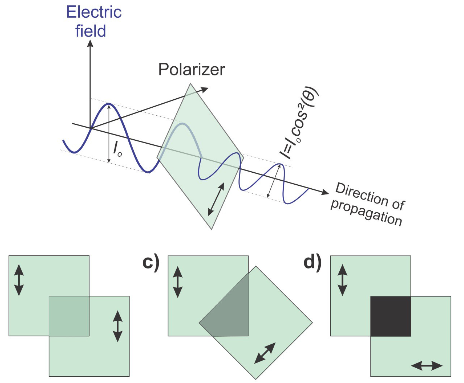 Electric
field
Polarizer
I₀
I=I₀cos²(θ)
Direction of
propagation
c)
d)